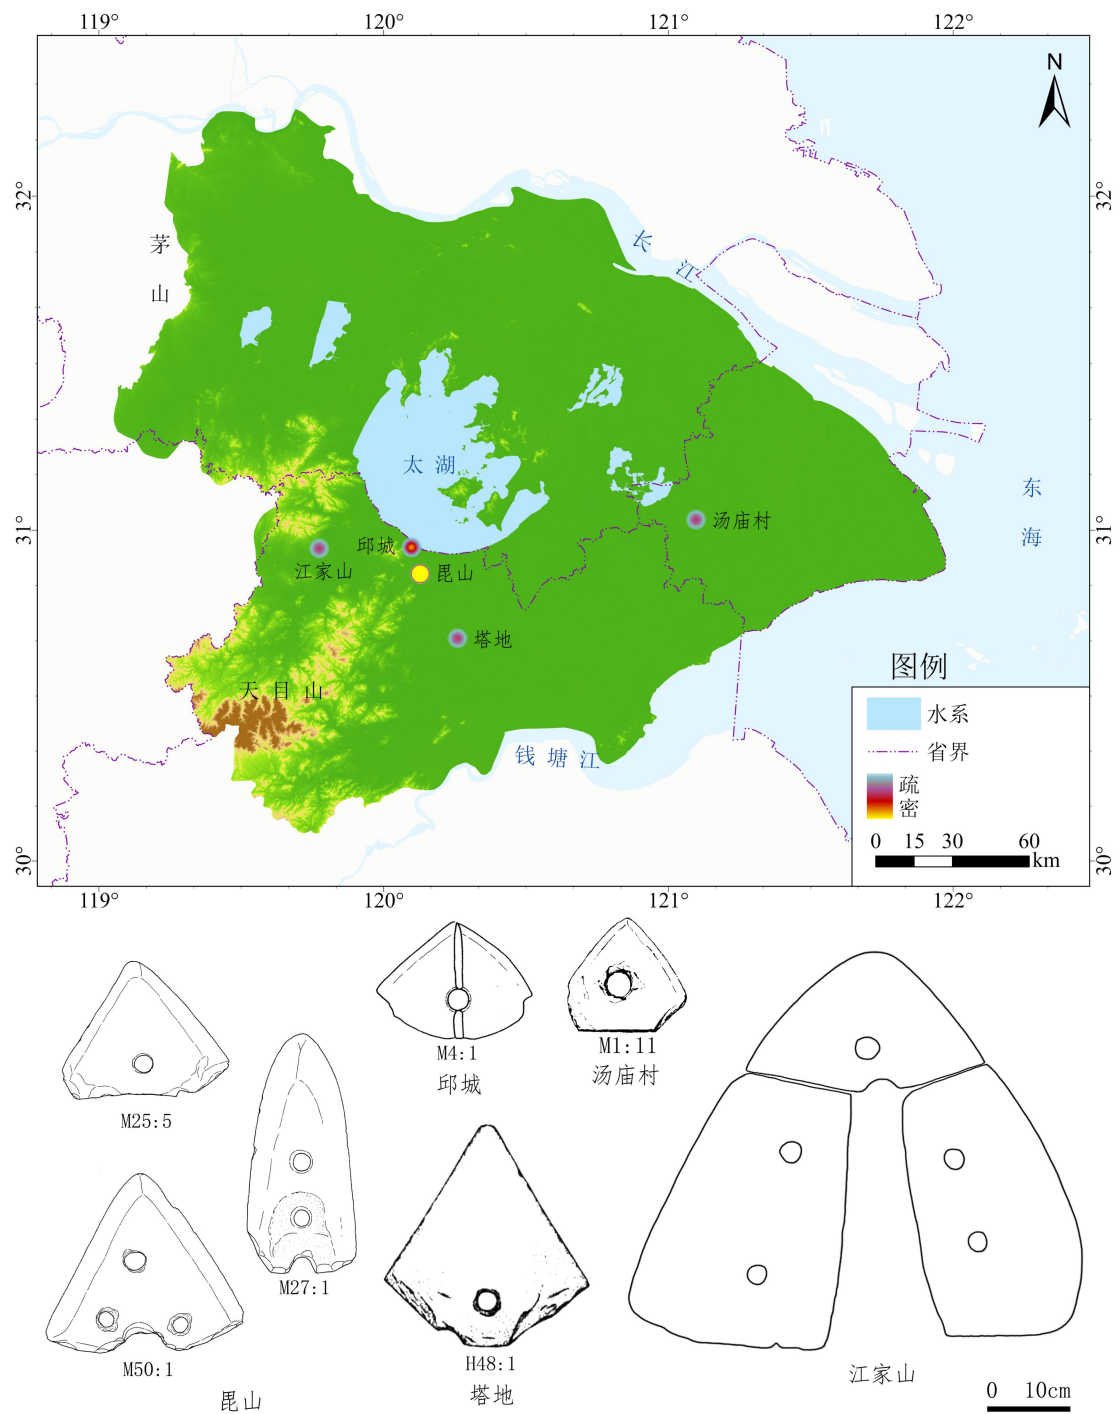 119° 120° 121° 122°
N
32° 32°
茅山
长江
太湖
东海
汤庙村
31° 31°
邱城
江家山
昆山
塔地
天目山
钱塘江
图例
水系
省界
疏
密
0 15 30 60
km
30° 30°
119° 120° 121° 122°
M4:1
邱城
M1:11
汤庙村
M25:5
M27:1
M50:1
昆山
H48:1
塔地
江家山
0 10cm